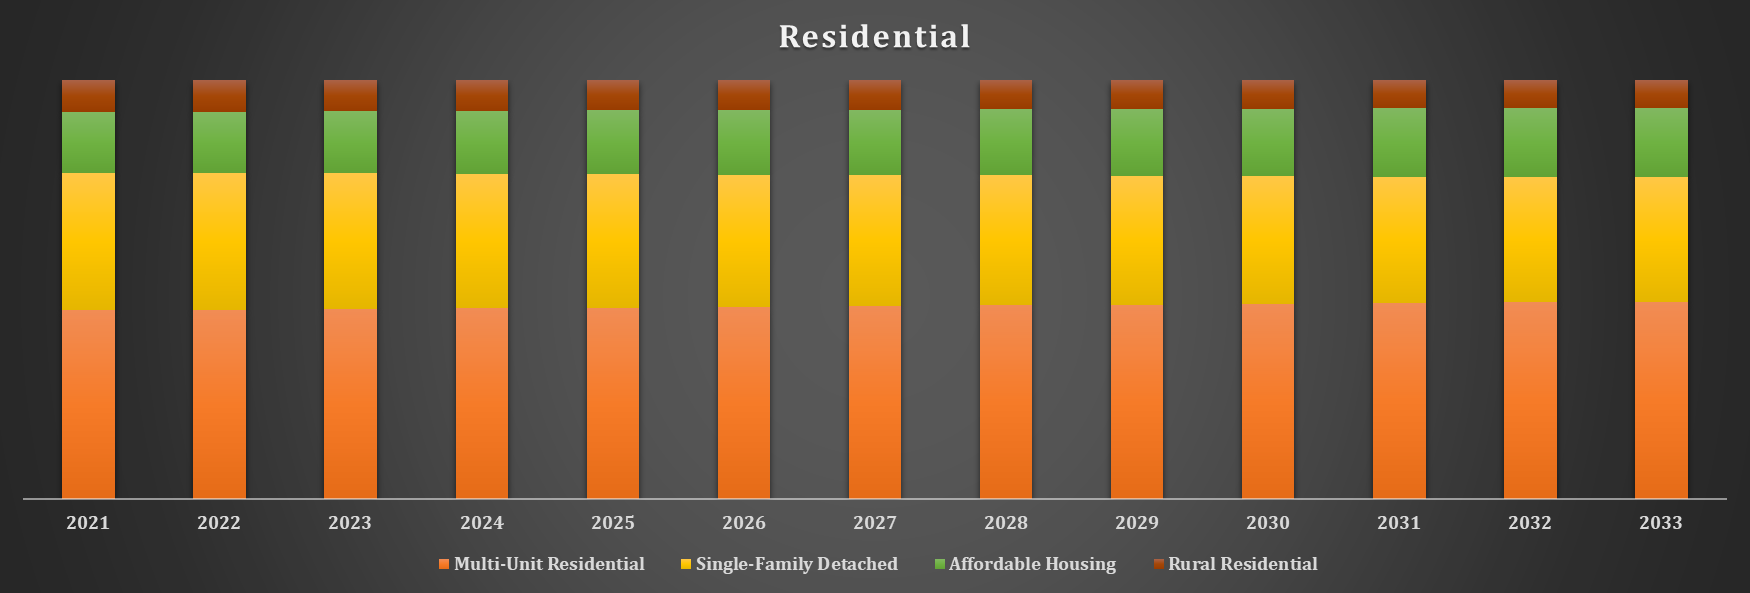 Residential
2021 2022 2023 2024 2025 2026 2027 2028 2029 2030 2031 2032 2033
Multi-Unit Residential Single-Family Detached Affordable Housing Rural Residential